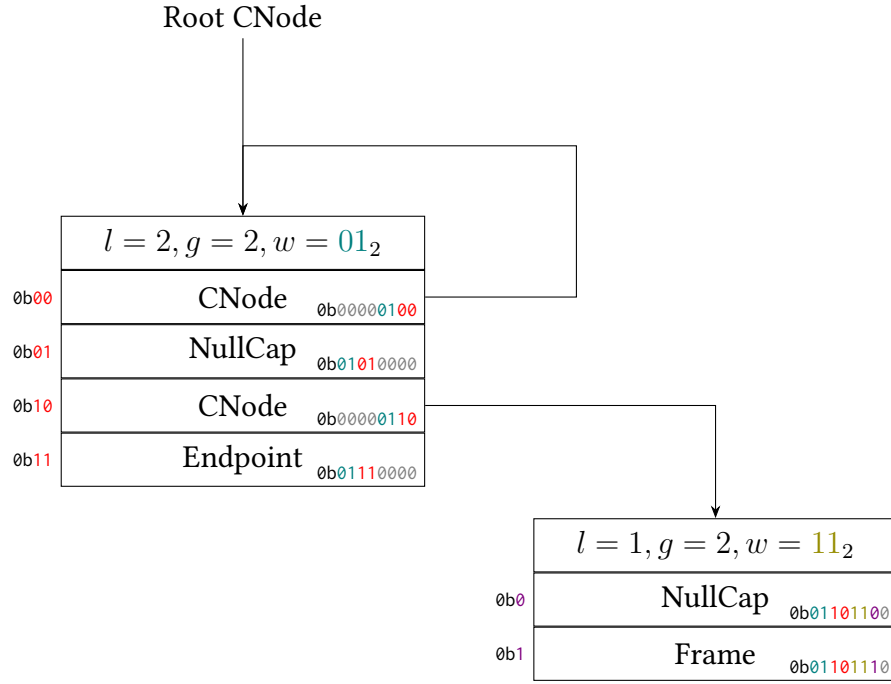 Root CNode
l = 2, g = 2, w = 01₂
0b00 CNode 0b00000100
0b01 NullCap 0b01010000
0b10 CNode 0b00000110
0b11 Endpoint 0b01110000
l = 1, g = 2, w = 11₂
0b0 NullCap 0b01101100
0b1 Frame 0b01101110